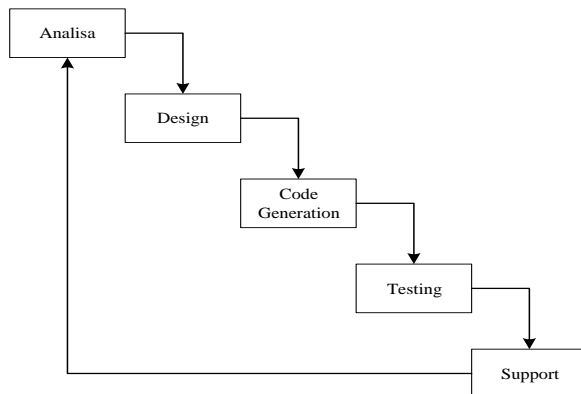 Analisa
Design
Code
Generation
Testing
Support